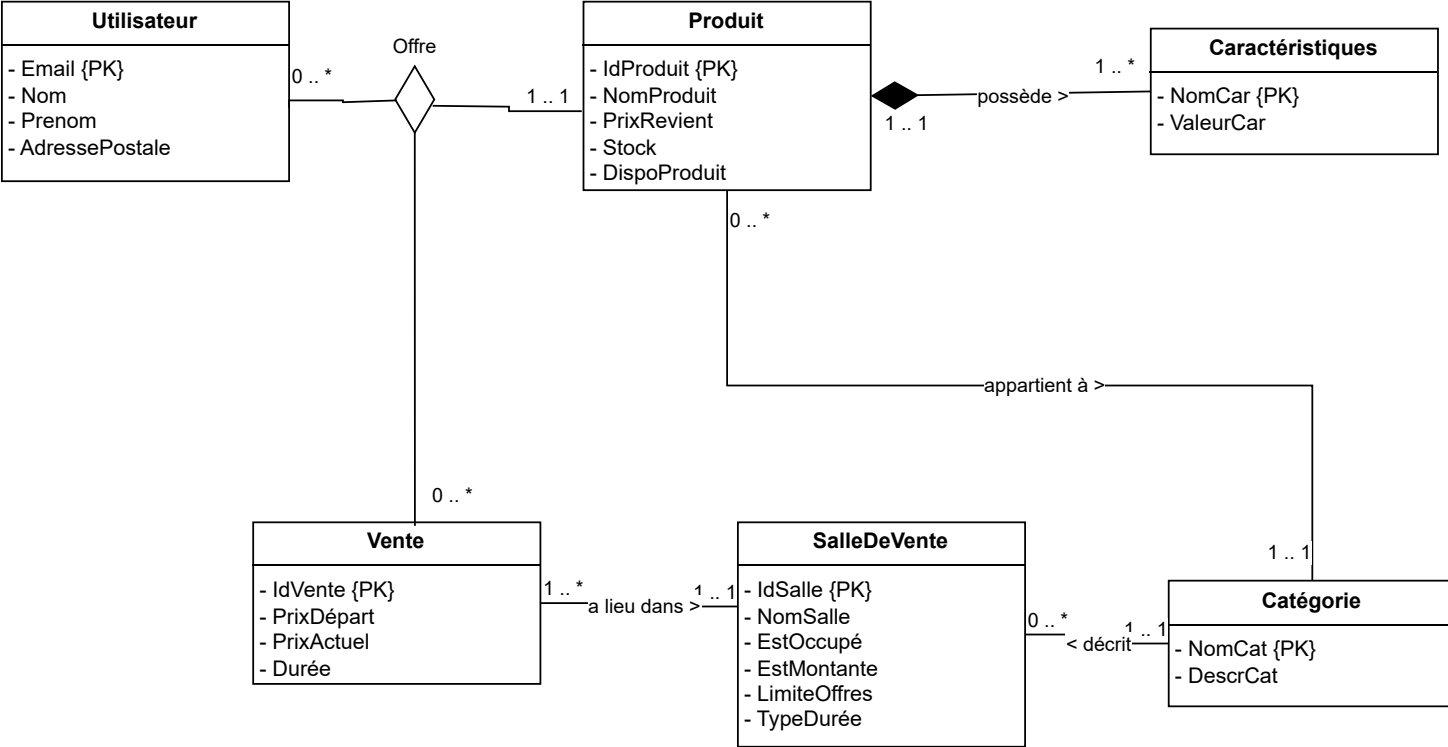 Utilisateur
- Email {PK}
- Nom
- Prenom
- AdressePostale
0 .. *
Offre
1 .. 1
Produit
- IdProduit {PK}
- NomProduit
- PrixRevient
- Stock
- DispoProduit
1 .. 1
possède >
1 .. *
Caractéristiques
- NomCar {PK}
- ValeurCar
0 .. *
appartient à >
1 .. 1
0 .. *
Vente
- IdVente {PK}
- PrixDépart
- PrixActuel
- Durée
1 .. *
a lieu dans >
1 .. 1
SalleDeVente
- IdSalle {PK}
- NomSalle
- EstOccupé
- EstMontante
- LimiteOffres
- TypeDurée
0 .. *
< décrit
1 .. 1
Catégorie
- NomCat {PK}
- DescrCat